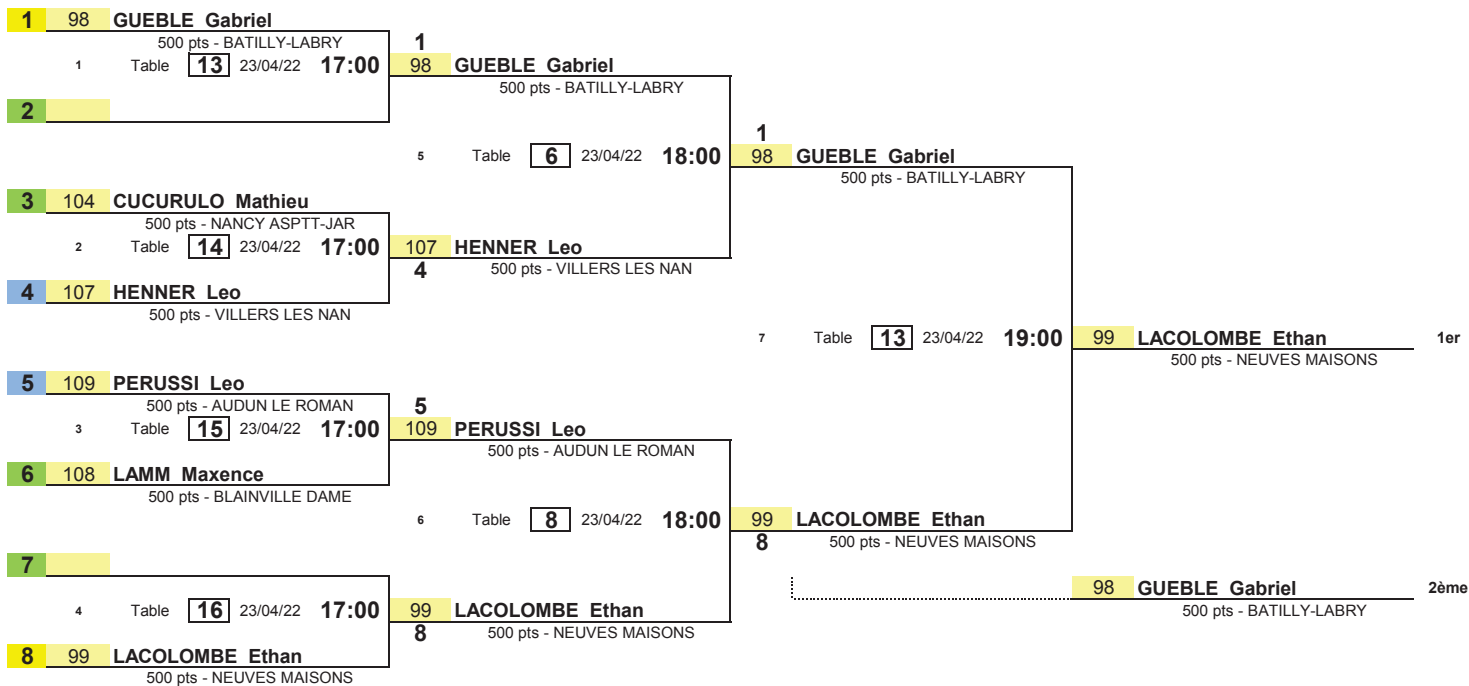 1 98 GUEBLE Gabriel
500 pts - BATILLY-LABRY
1 Table 13 23/04/22 17:00
2
1
98 GUEBLE Gabriel
500 pts - BATILLY-LABRY
5 Table 6 23/04/22 18:00
1
98 GUEBLE Gabriel
500 pts - BATILLY-LABRY
3 104 CUCURULO Mathieu
500 pts - NANCY ASPTT-JAR
2 Table 14 23/04/22 17:00
107 HENNER Leo
4 500 pts - VILLERS LES NAN
4 107 HENNER Leo
500 pts - VILLERS LES NAN
7 Table 13 23/04/22 19:00
99 LACOLOMBE Ethan 1er
500 pts - NEUVES MAISONS
5 109 PERUSSI Leo
500 pts - AUDUN LE ROMAN
3 Table 15 23/04/22 17:00
5
109 PERUSSI Leo
500 pts - AUDUN LE ROMAN
6 108 LAMM Maxence
500 pts - BLAINVILLE DAME
6 Table 8 23/04/22 18:00
99 LACOLOMBE Ethan
8 500 pts - NEUVES MAISONS
7
98 GUEBLE Gabriel 2ème
500 pts - BATILLY-LABRY
4 Table 16 23/04/22 17:00
99 LACOLOMBE Ethan
8 500 pts - NEUVES MAISONS
8 99 LACOLOMBE Ethan
500 pts - NEUVES MAISONS